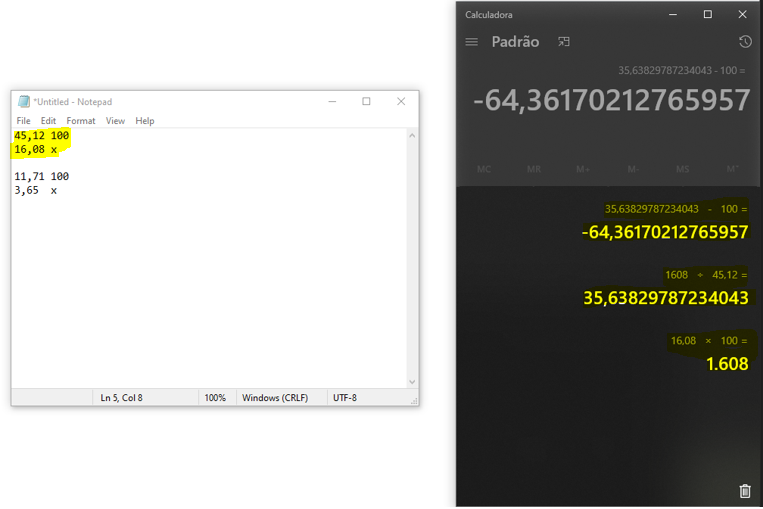 *Untitled - Notepad
File Edit Format View Help
45,12 100
16,08 x
11,71 100
3,65 x
Ln 5, Col 8 100% Windows (CRLF) UTF-8
Calculadora
Padrão
35,63829787234043 - 100 =
-64,36170212765957
MC MR M+ M- MS M˅
35,63829787234043 - 100 =
-64,36170212765957
1608 ÷ 45,12 =
35,63829787234043
16,08 × 100 =
1.608